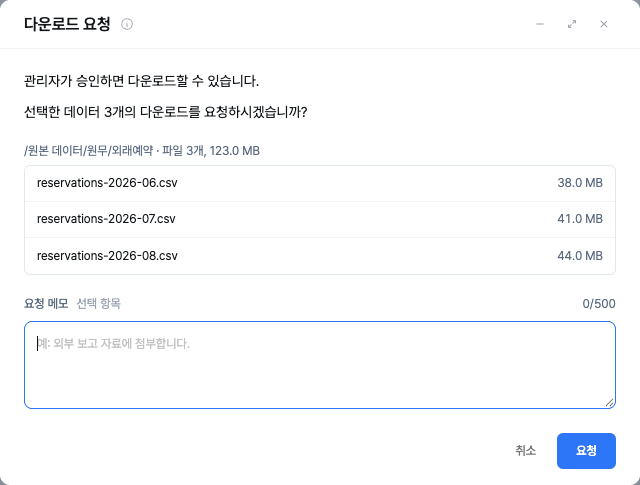 다운로드 요청
관리자가 승인하면 다운로드할 수 있습니다.
선택한 데이터 3개의 다운로드를 요청하시겠습니까?
/원본 데이터/원무/외래예약 · 파일 3개, 123.0 MB
reservations-2026-06.csv 38.0 MB
reservations-2026-07.csv 41.0 MB
reservations-2026-08.csv 44.0 MB
요청 메모 선택 항목 0/500
예: 외부 보고 자료에 첨부합니다.
취소 요청